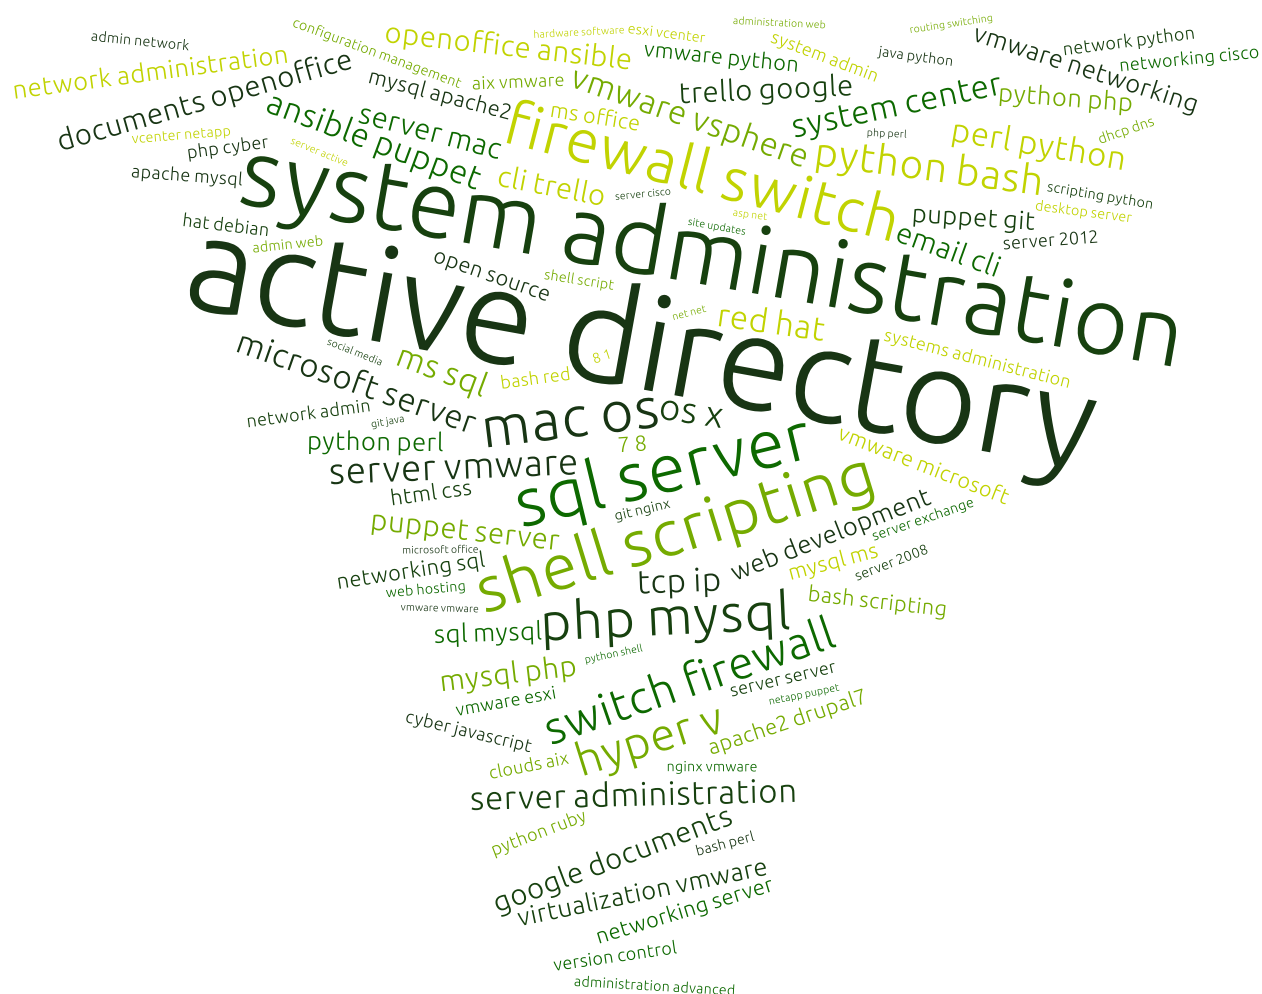 administration web
routing switching
configuration management
hardware software
esxi vcenter
openoffice ansible
admin network
system admin
java python
vmware networking
network python
networking cisco
vmware python
network administration
documents openoffice
mysql apache2
aix vmware
vmware vsphere
trello google
system center
python php
ms office
firewall switch
ansible puppet
server mac
vcenter netapp
php cyber
server active
php perl
perl python
dhcp dns
python bash
apache mysql
cli trello
server cisco
scripting python
system administration
hat debian
asp net
site updates
puppet git
desktop server
email cli
server 2012
admin web
active directory
open source
shell script
net net
red hat
systems administration
microsoft server
social media
ms sql
8 1
bash red
network admin
git java
mac os
os x
python perl
7 8
sql server
vmware microsoft
server vmware
html css
git nginx
puppet server
shell scripting
web development
server exchange
microsoft office
networking sql
tcp ip
mysql ms
server 2008
web hosting
bash scripting
vmware vmware
php mysql
sql mysql
python shell
mysql php
switch firewall
server server
vmware esxi
netapp puppet
cyber javascript
hyper v
apache2 drupal7
clouds aix
nginx vmware
server administration
python ruby
google documents
bash perl
virtualization vmware
networking server
version control
administration advanced